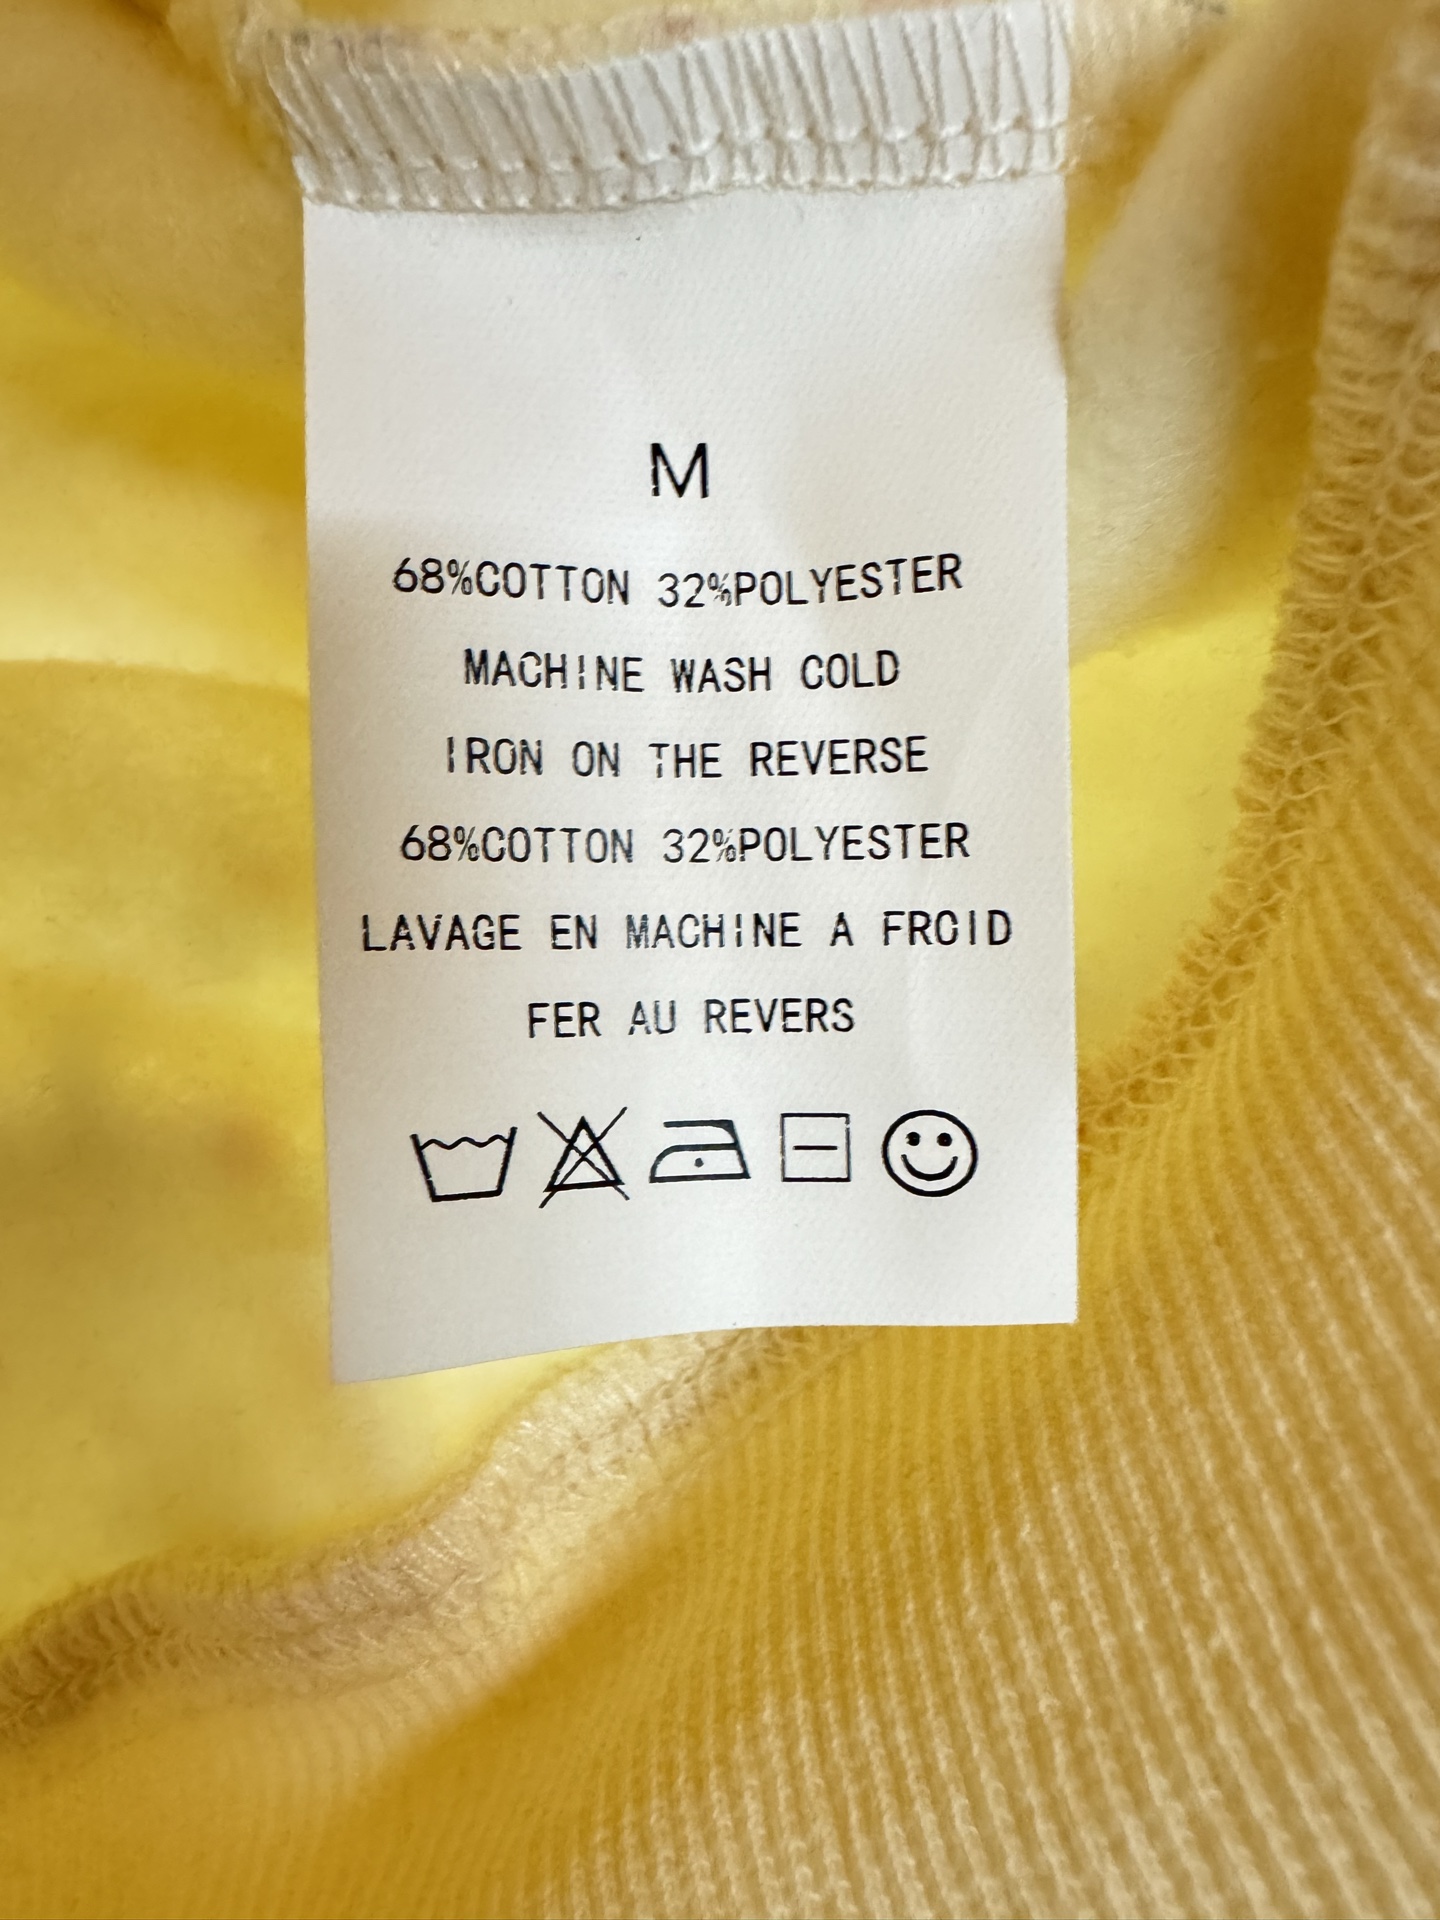 M
68%COTTON 32%POLYESTER
MACHINE WASH COLD
IRON ON THE REVERSE
68%COTTON 32%POLYESTER
LAVAGE EN MACHINE A FROID
FER AU REVERS